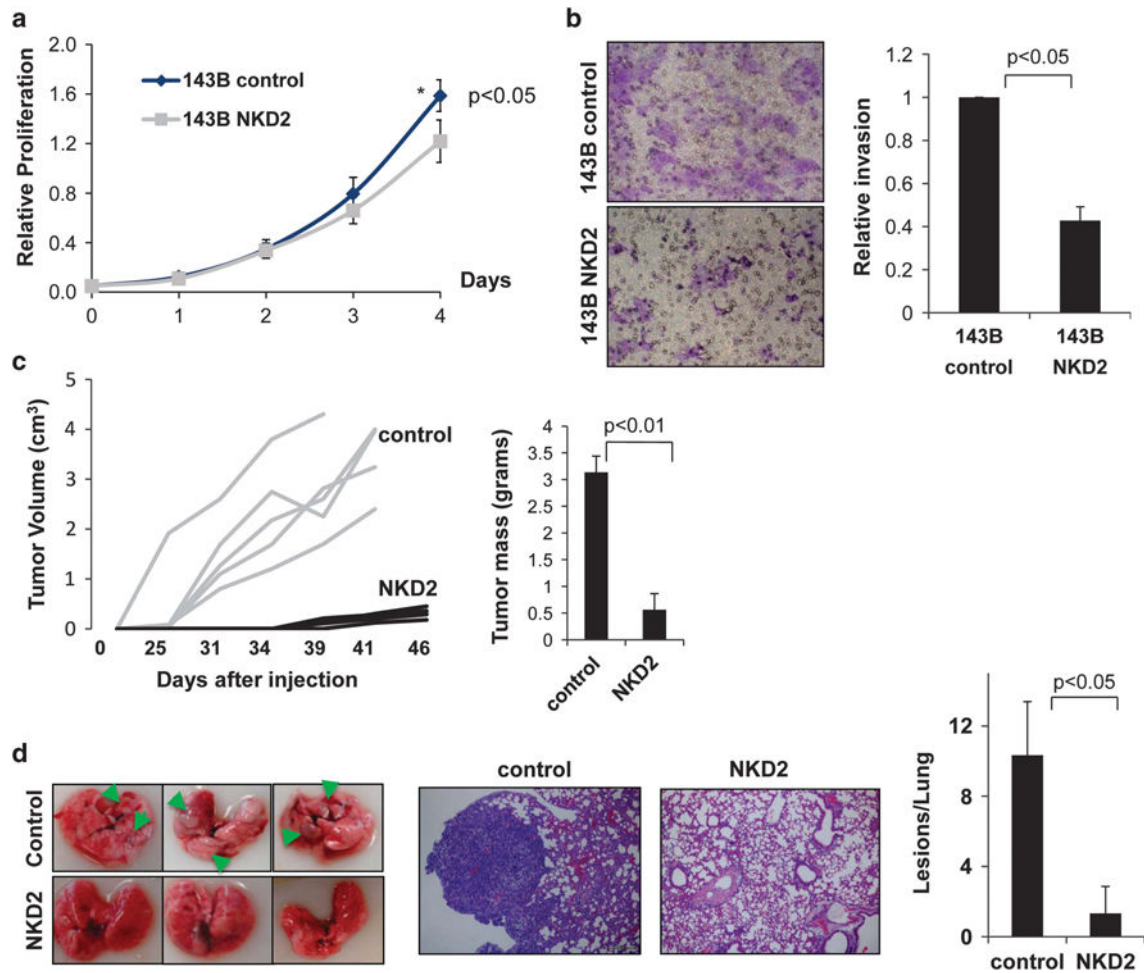 a
2.0
1.6
1.2
0.8
0.4
0.0
0 1 2 3 4
Relative Proliferation
143B control
143B NKD2
*
p<0.05
Days
b
143B control
143B NKD2
Relative invasion
1.2
1
0.8
0.6
0.4
0.2
0
p<0.05
143B 143B
control NKD2
c
Tumor Volume (cm³)
5
4
3
2
1
0
control
NKD2
0 25 31 34 39 41 46
Days after injection
Tumor mass (grams)
4
3.5
3
2.5
2
1.5
1
0.5
0
p<0.01
control NKD2
d
Control
NKD2
control NKD2
Lesions/Lung
12
8
4
0
p<0.05
control NKD2